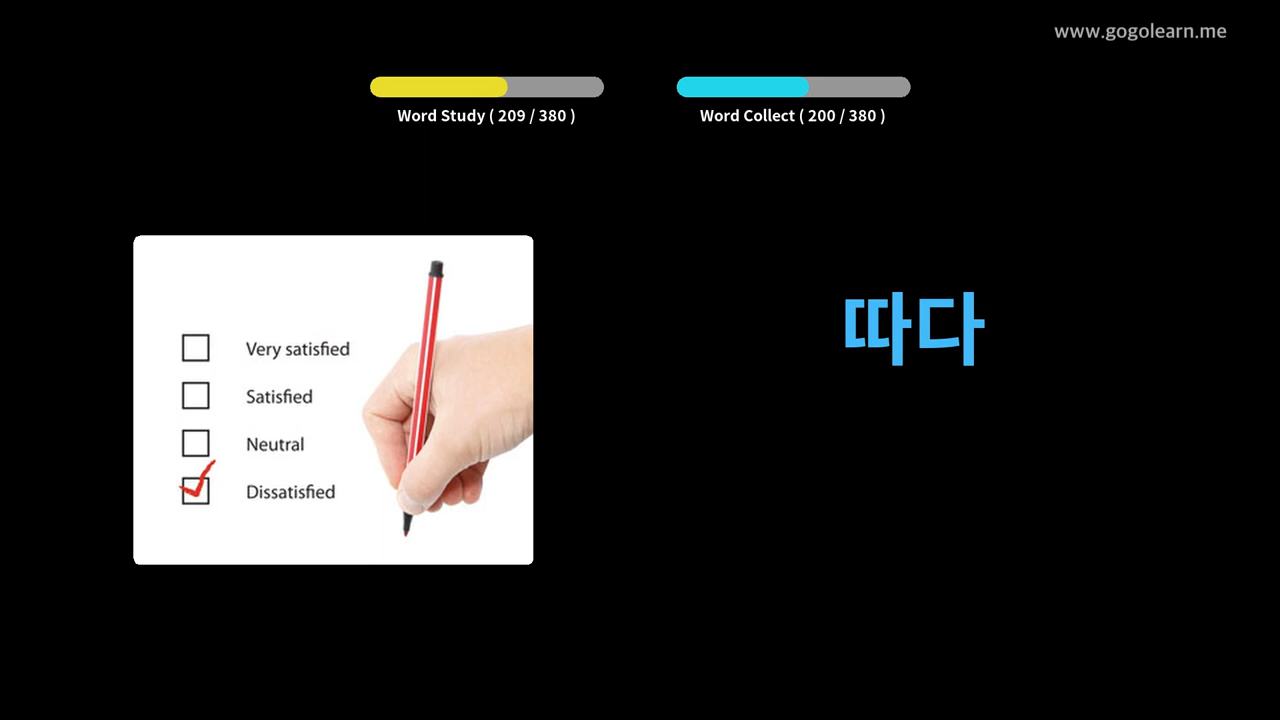 www.gogolearn.me
Word Study ( 209 / 380 )
Word Collect ( 200 / 380 )
Very satisfied
Satisfied
Neutral
Dissatisfied
따다